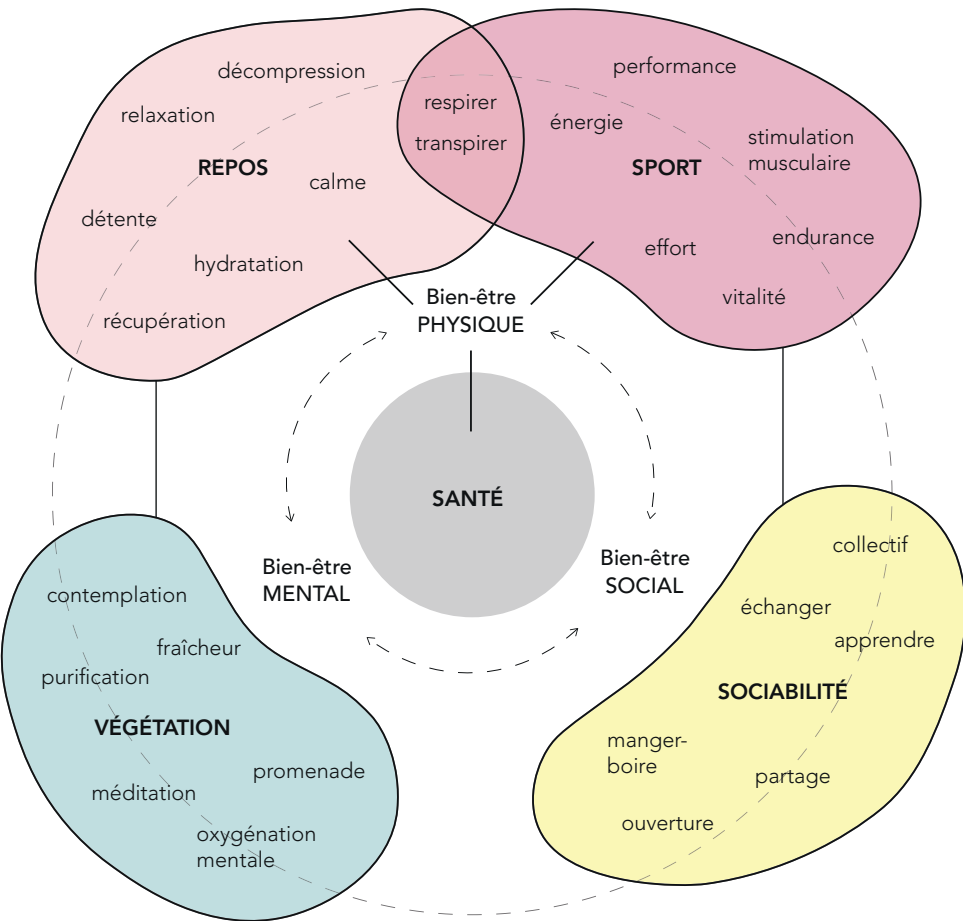 décompression
relaxation
REPOS
calme
détente
hydratation
récupération
respirer
transpirer
performance
énergie
stimulation
musculaire
SPORT
effort
endurance
vitalité
Bien-être
PHYSIQUE
SANTÉ
Bien-être
MENTAL
Bien-être
SOCIAL
contemplation
fraîcheur
purification
VÉGÉTATION
promenade
méditation
oxygénation
mentale
collectif
échanger
apprendre
SOCIABILITÉ
manger-
boire
partage
ouverture